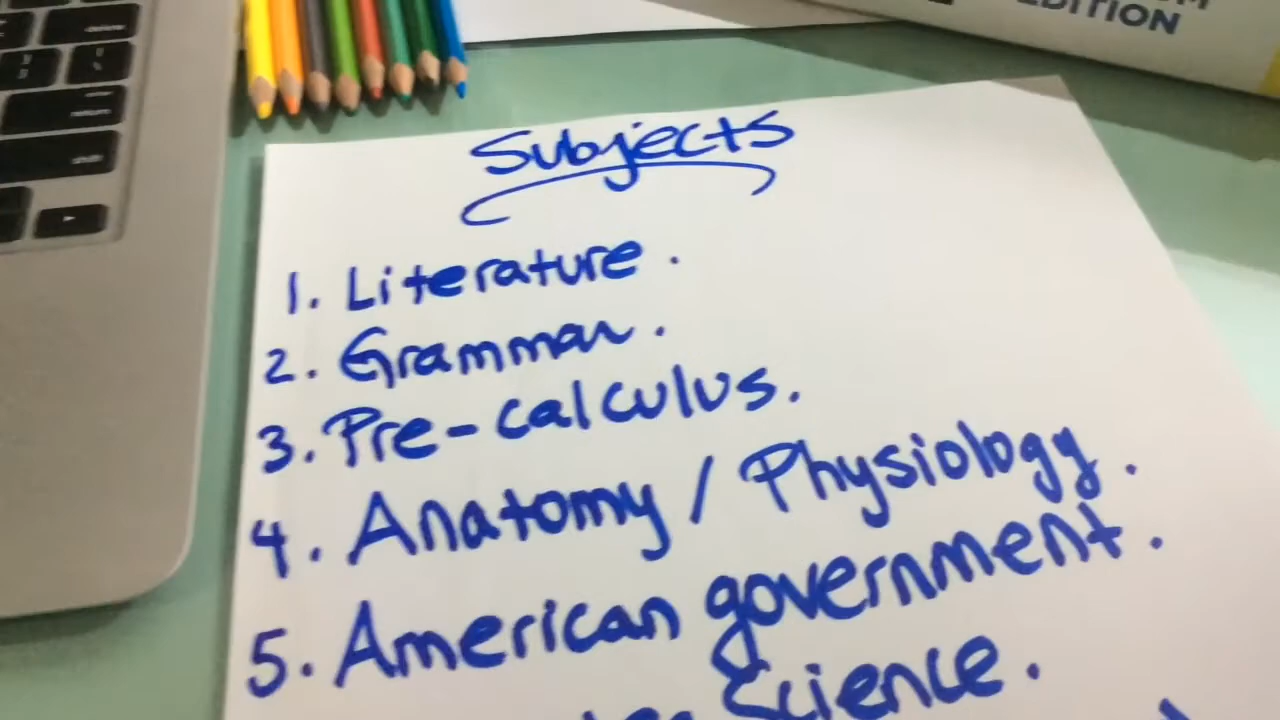 EDITION
Subjects
1. Literature.
2. Grammar.
3. Pre-calculus.
4. Anatomy / Physiology.
5. American government.
Science.